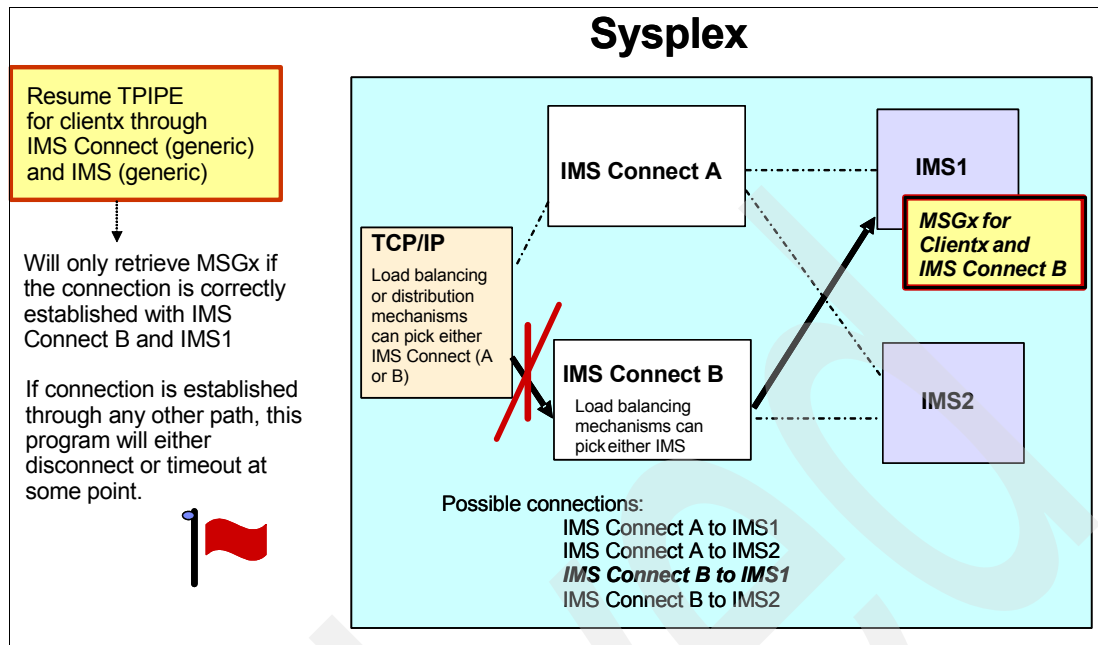 Sysplex
Resume TPIPE
for clientx through
IMS Connect (generic)
and IMS (generic)
Will only retrieve MSGx if
the connection is correctly
established with IMS
Connect B and IMS1
If connection is established
through any other path, this
program will either
disconnect or timeout at
some point.
TCP/IP
Load balancing
or distribution
mechanisms
can pick either
IMS Connect (A
or B)
IMS Connect A
IMS Connect B
Load balancing
mechanisms can
pick either IMS
IMS1
MSGx for
Clientx and
IMS Connect B
IMS2
Possible connections:
IMS Connect A to IMS1
IMS Connect A to IMS2
IMS Connect B to IMS1
IMS Connect B to IMS2